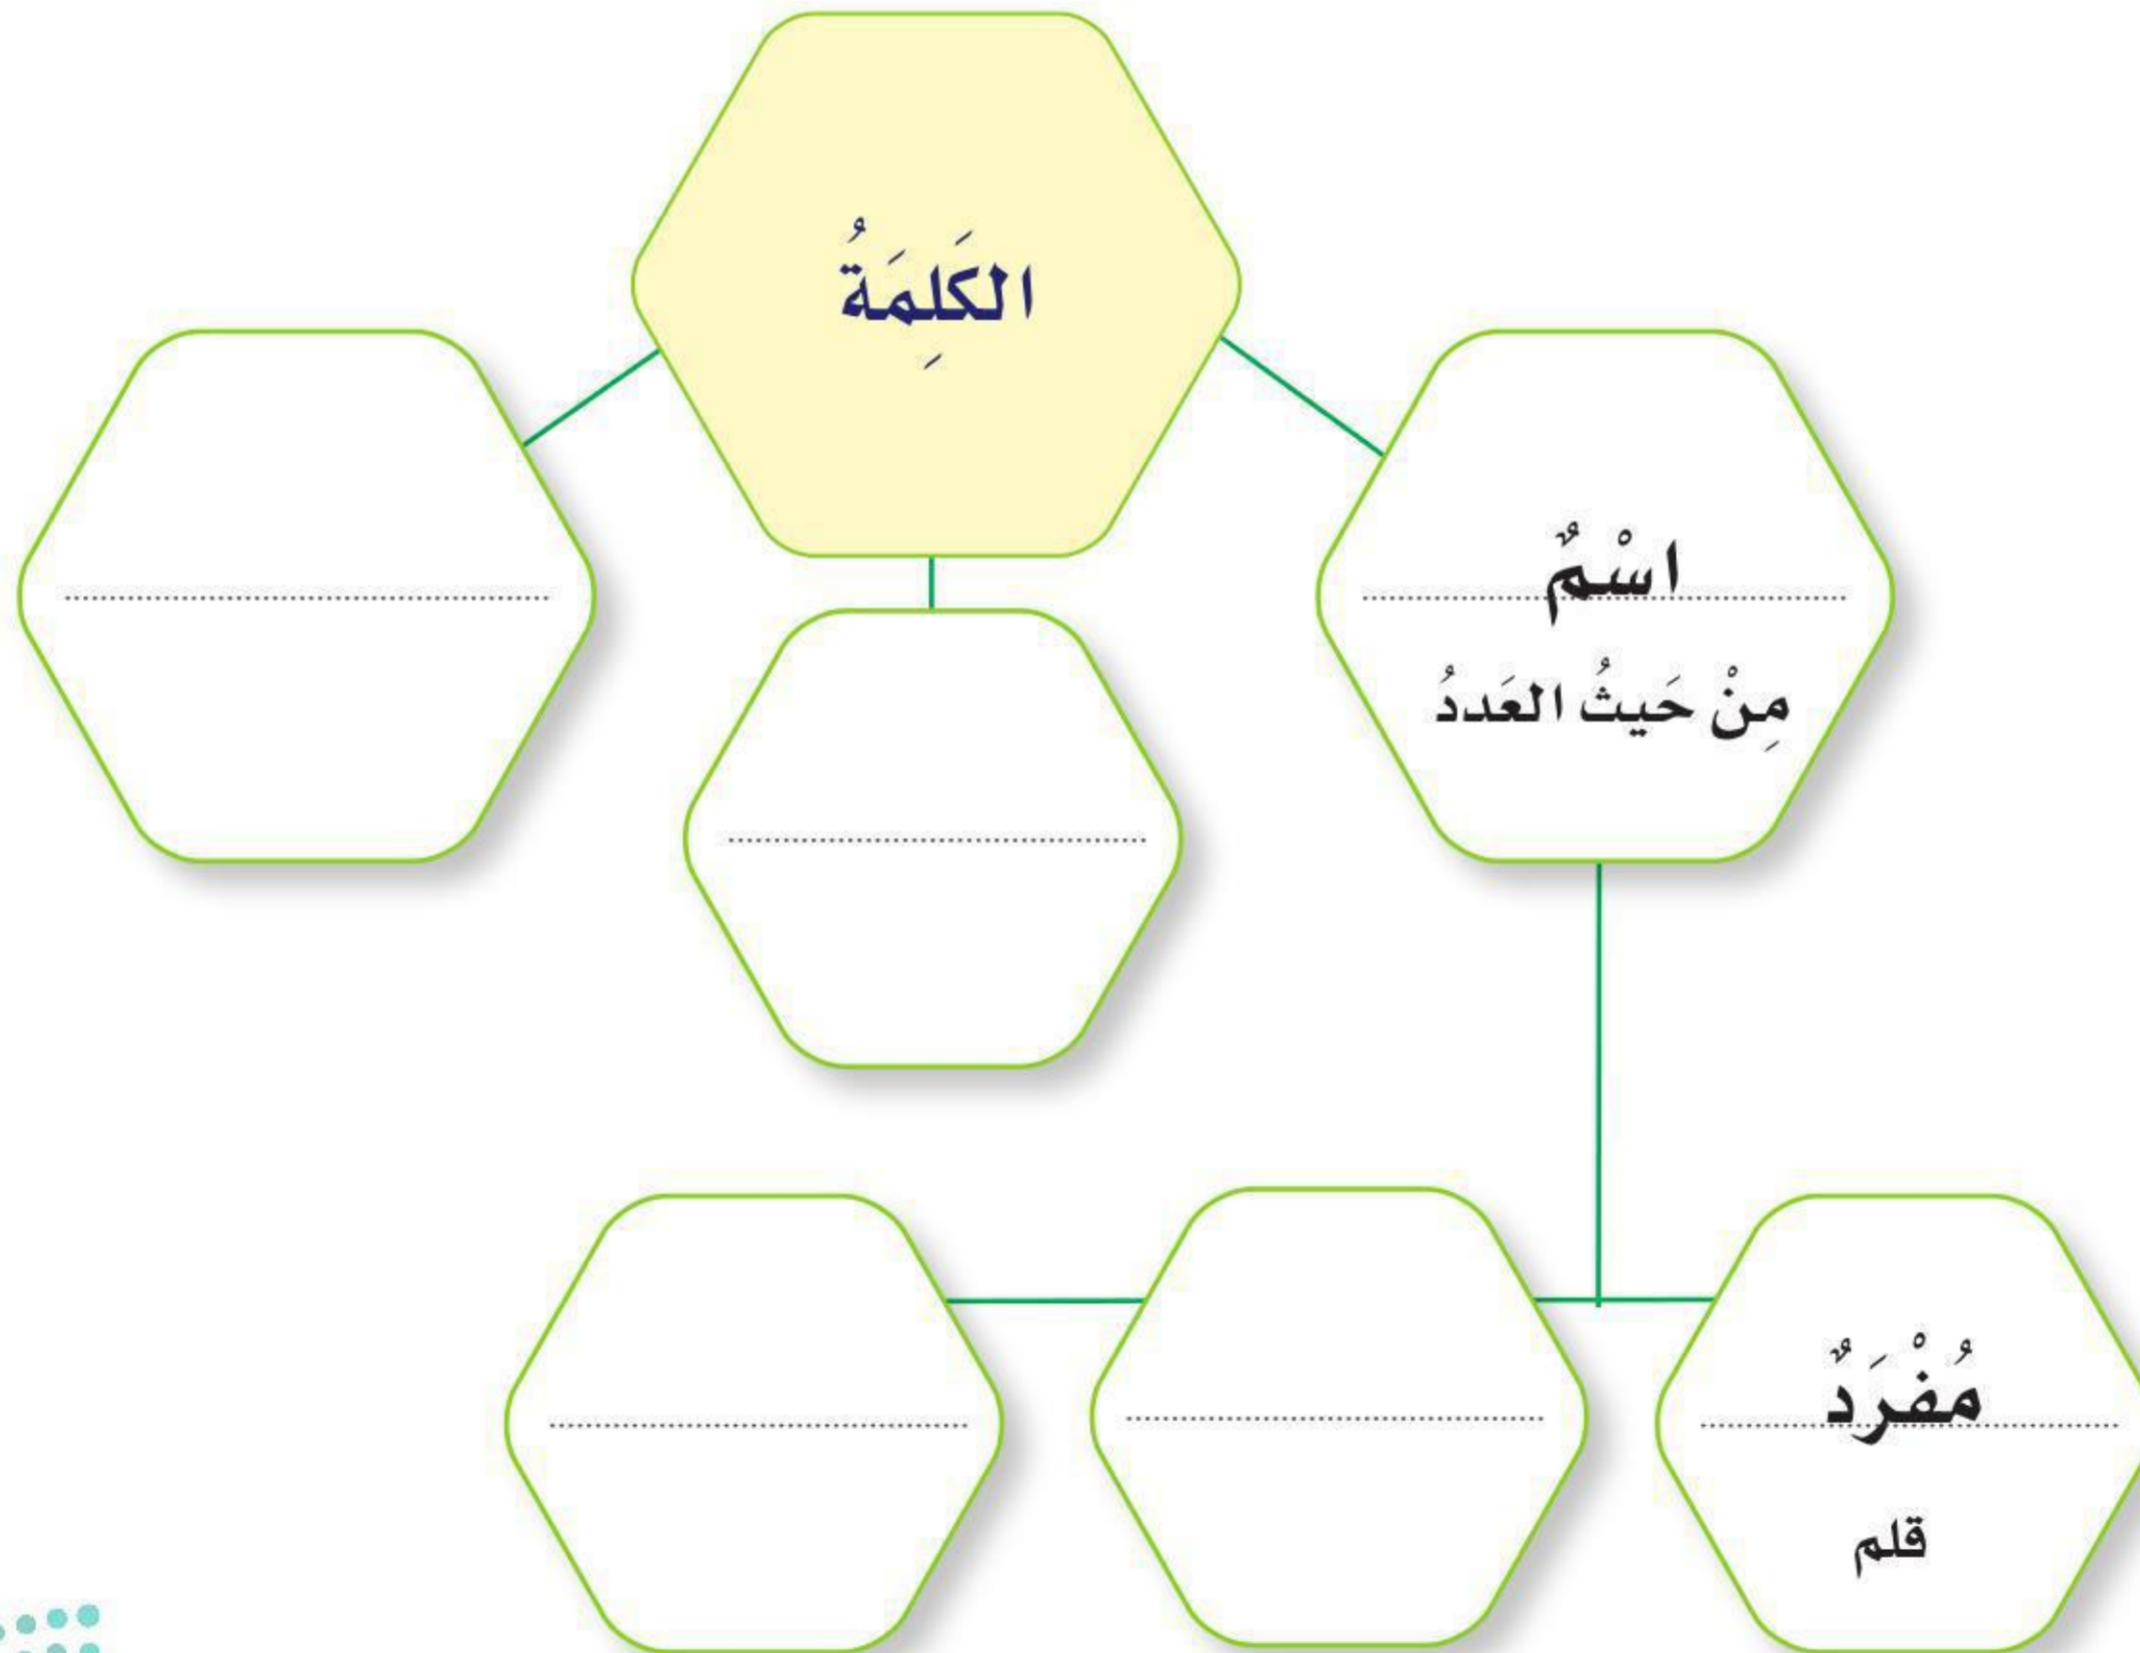 الكَلِمَةُ
اسْمٌ
مِنْ حَيثُ العَددُ
مُفْرَدٌ
قلم